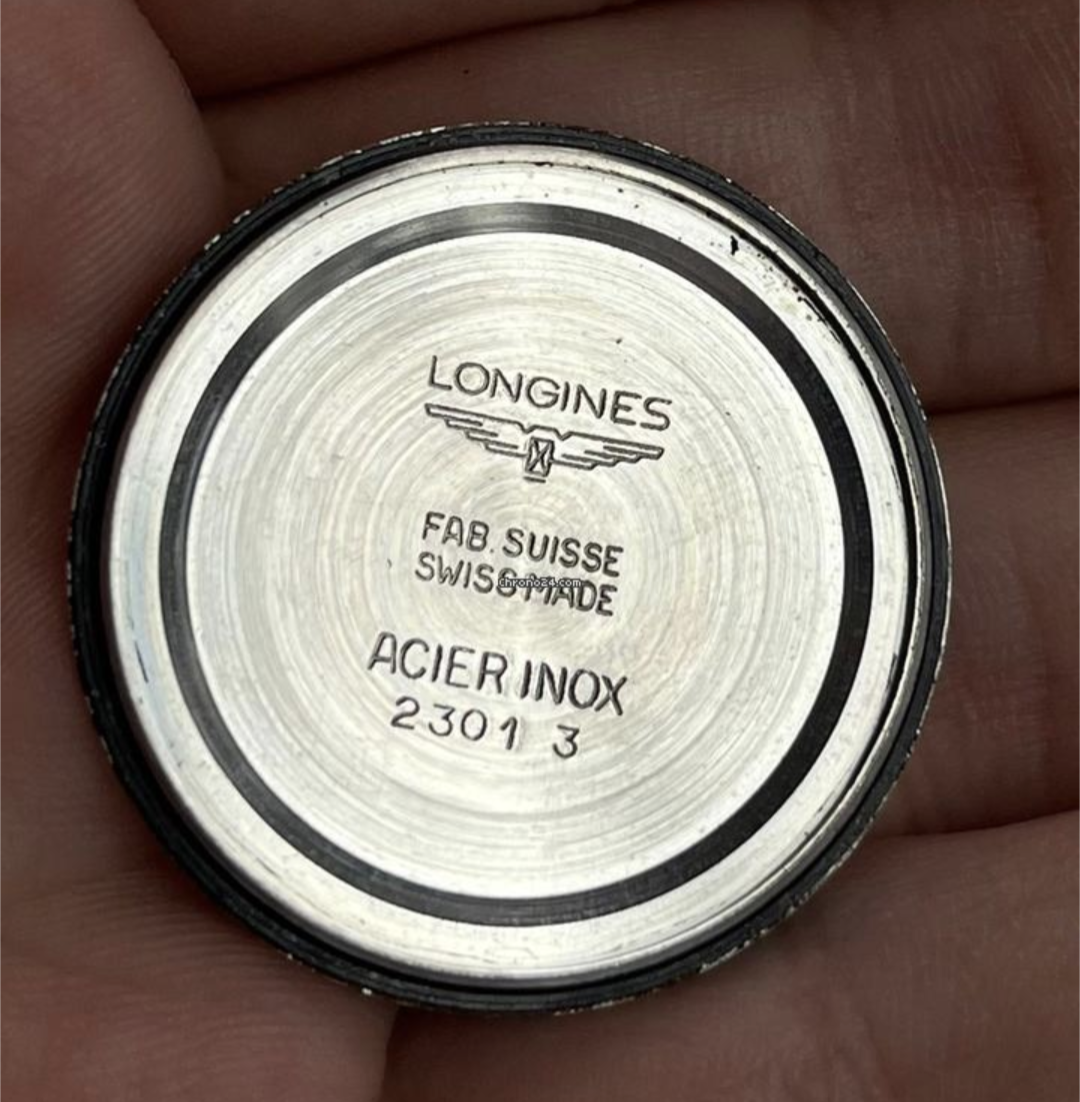 LONGINES
FAB. SUISSE
SWISS MADE
chrono24.com
ACIER INOX
2301 3